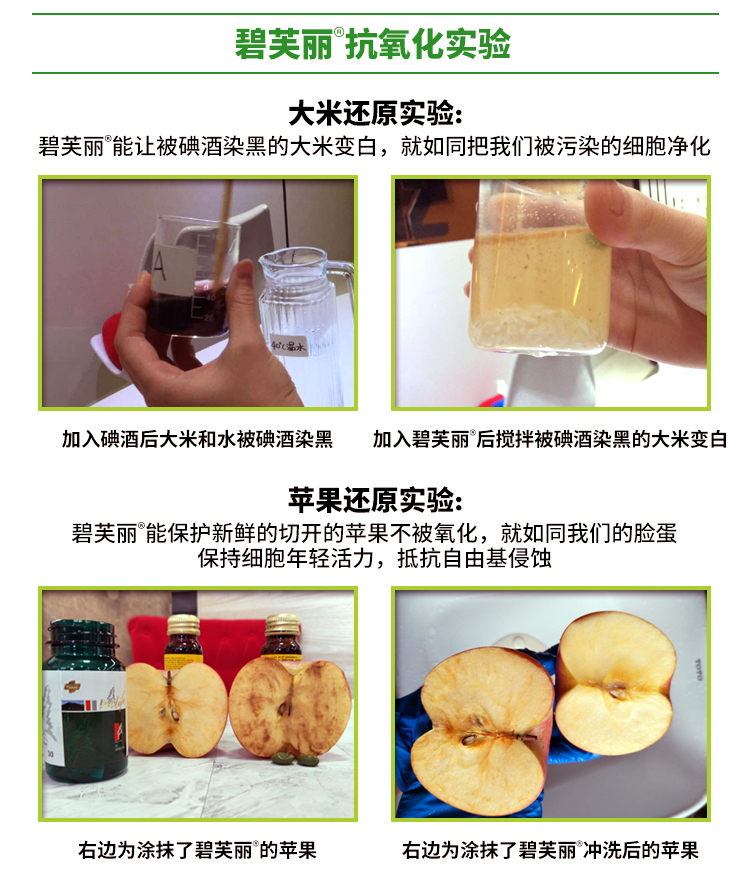 碧芙丽®抗氧化实验
大米还原实验:
碧芙丽®能让被碘酒染黑的大米变白，就如同把我们被污染的细胞净化
A
40℃温水
加入碘酒后大米和水被碘酒染黑
加入碧芙丽®后搅拌被碘酒染黑的大米变白
苹果还原实验:
碧芙丽®能保护新鲜的切开的苹果不被氧化，就如同我们的脸蛋
保持细胞年轻活力，抵抗自由基侵蚀
右边为涂抹了碧芙丽®的苹果
右边为涂抹了碧芙丽®冲洗后的苹果